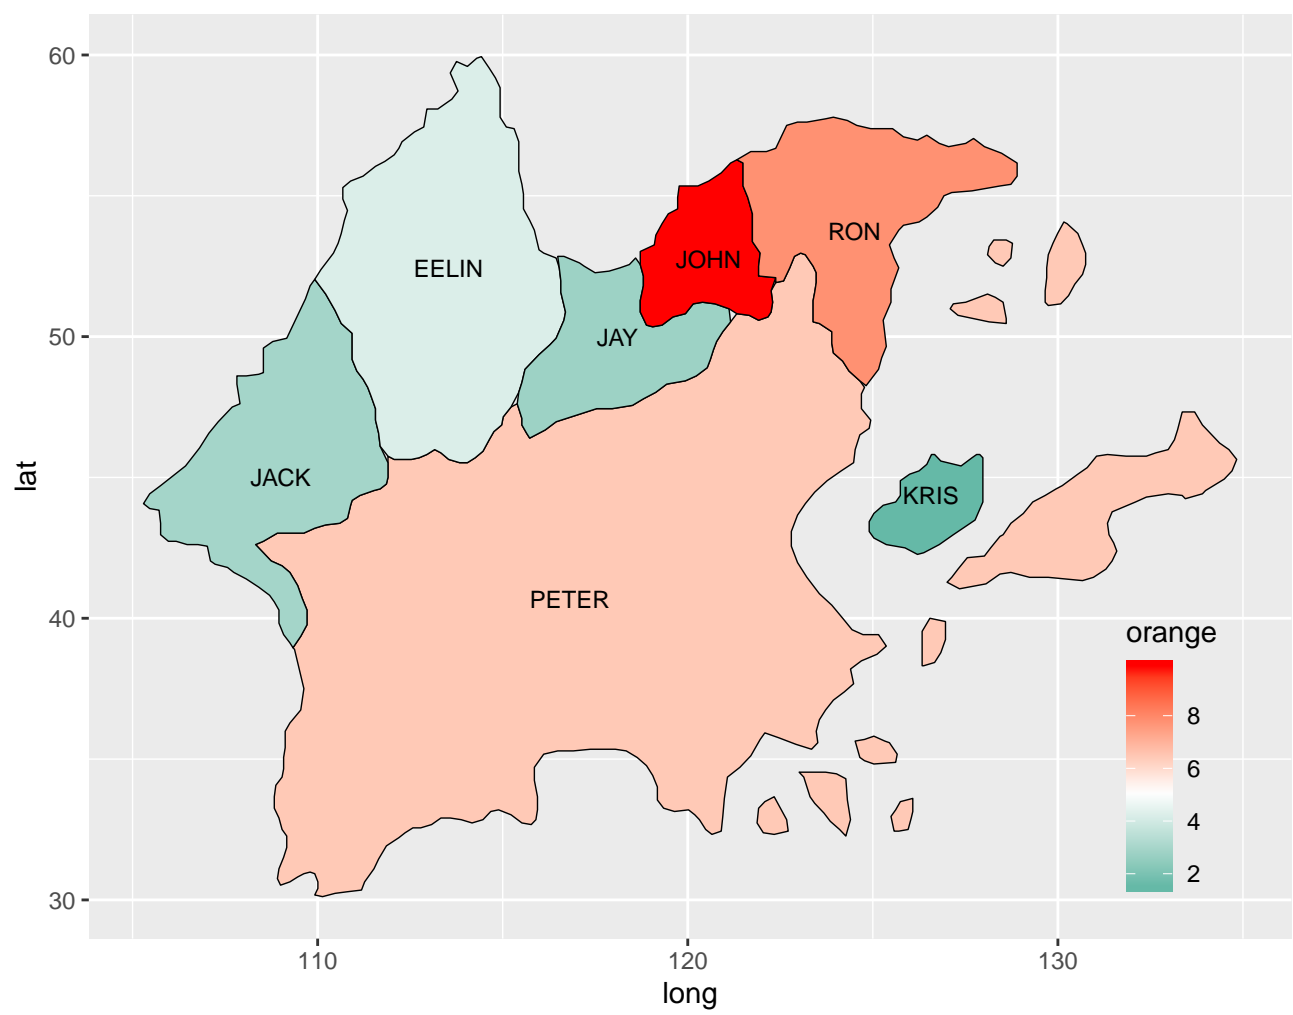 60
50
40
30
lat
EELIN
JOHN
RON
JAY
JACK
KRIS
PETER
orange
8
6
4
2
110
120
130
long